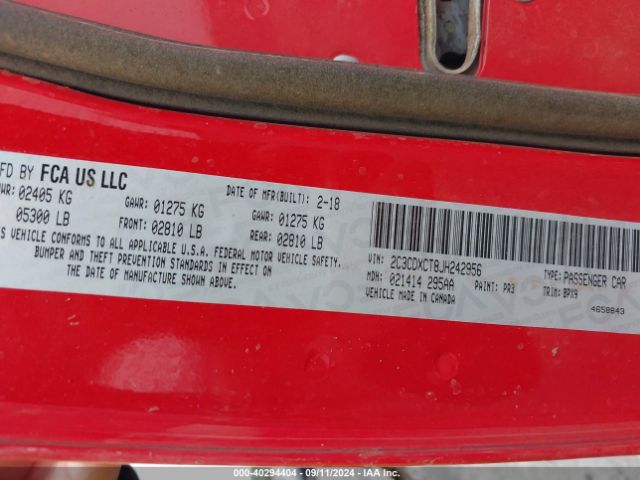 FD BY FCA US LLC
DATE OF MFR(BUILT): 2-18
WR: 02405 KG GAWR: 01275 KG GAWR: 01275 KG
05300 LB FRONT: 02810 LB REAR: 02810 LB
S VEHICLE CONFORMS TO ALL APPLICABLE U.S.A. FEDERAL MOTOR VEHICLE SAFETY,
BUMPER AND THEFT PREVENTION STANDARDS IN EFFECT ON
THE DATE OF MANUFACTURE SHOWN ABOVE.
VIN: 2C3CDXCT8JH242956 TYPE: PASSENGER CAR
MDH: 021414 295AA PAINT: PR3 TRIM: BPX9
VEHICLE MADE IN CANADA
4658843
000-40294404 - 09/11/2024 - © IAA Holdings, LLC